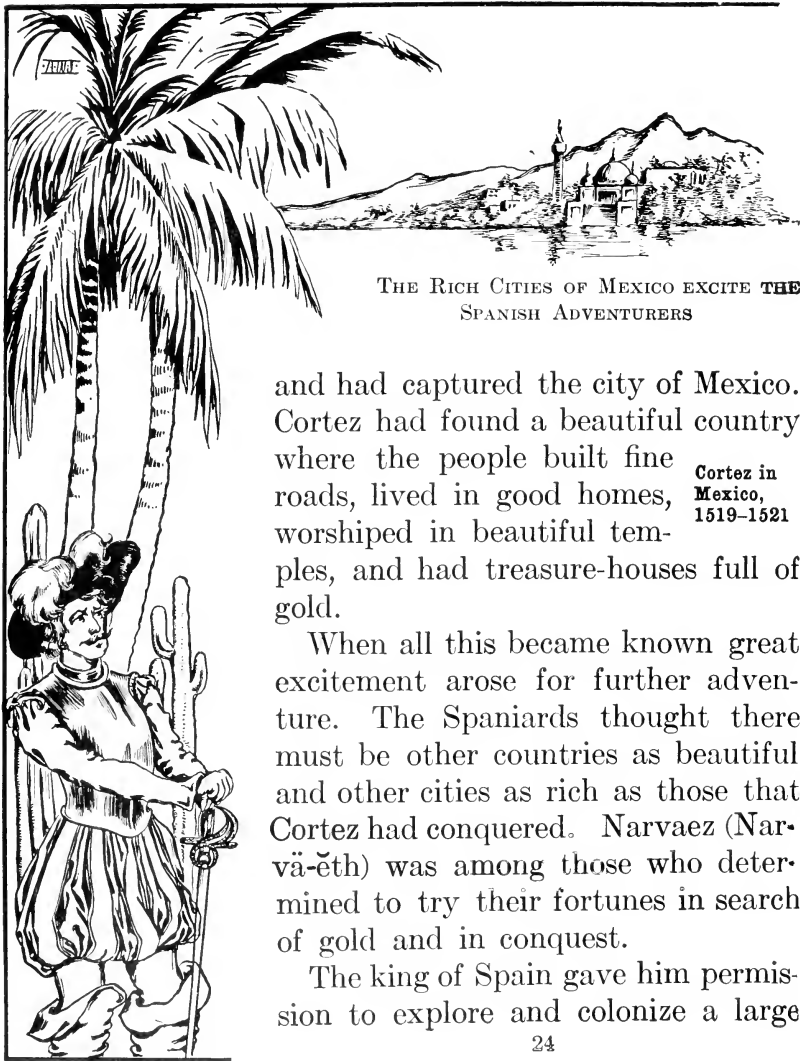 THE RICH CITIES OF MEXICO EXCITE THE
SPANISH ADVENTURERS
and had captured the city of Mexico.
Cortez had found a beautiful country
where the people built fine
roads, lived in good homes,
worshiped in beautiful tem-
ples, and had treasure-houses full of
gold.
Cortez in
Mexico,
1519–1521
When all this became known great
excitement arose for further adven-
ture. The Spaniards thought there
must be other countries as beautiful
and other cities as rich as those that
Cortez had conquered. Narvaez (Nar-
vä-ĕth) was among those who deter-
mined to try their fortunes in search
of gold and in conquest.
The king of Spain gave him permis-
sion to explore and colonize a large
24